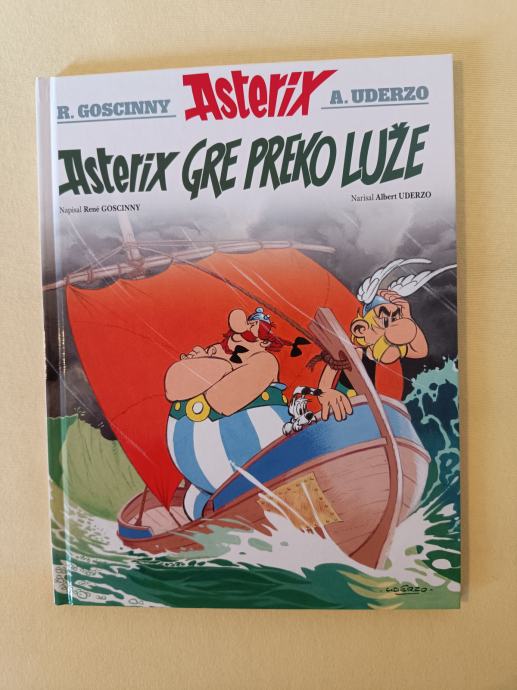 R. GOSCINNY Asterix A. UDERZO
Asterix GRE PREKO LUŽE
Napisal René GOSCINNY
Narisal Albert UDERZO
UDERZO